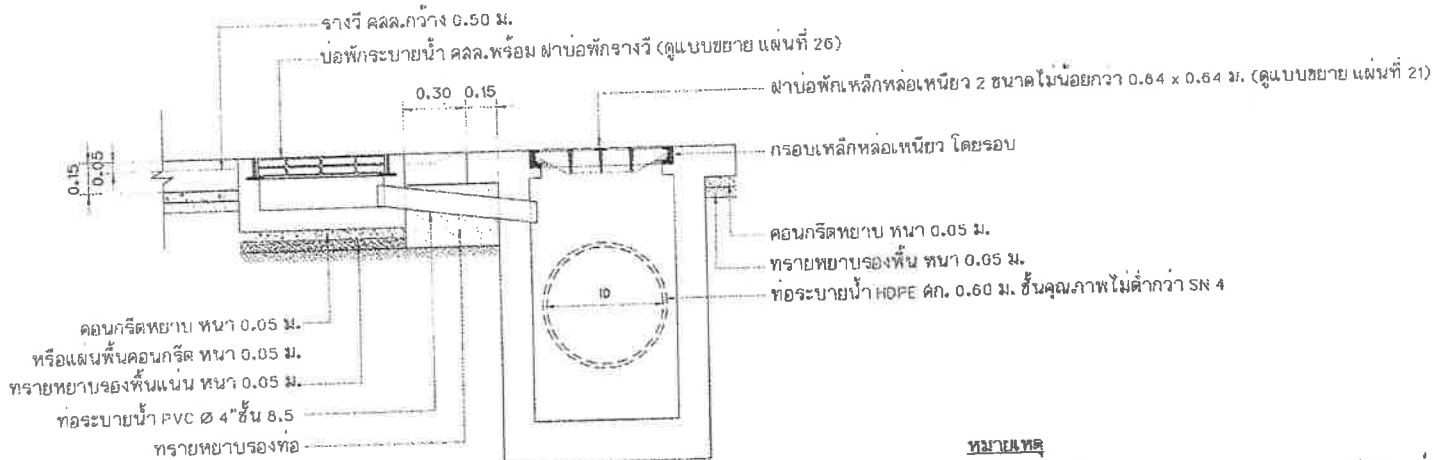 รางวี คสล.กว้าง 0.50 ม.
บ่อพักระบายน้ำ คสล.พร้อม ฝาบ่อพักรางวี (ดูแบบขยาย แผ่นที่ 26)
ฝาบ่อพักเหล็กหล่อเหนียว 2 ขนาดไม่น้อยกว่า 0.64 x 0.64 ม. (ดูแบบขยาย แผ่นที่ 21)
0.30 0.15
กรอบเหล็กหล่อเหนียว โดยรอบ
0.15
0.05
คอนกรีตหยาบ หนา 0.05 ม.
ทรายหยาบรองพื้น หนา 0.05 ม.
ท่อระบายน้ำ HDPE ศก. 0.60 ม. ชั้นคุณภาพไม่ต่ำกว่า SN 4
ID
คอนกรีตหยาบ หนา 0.05 ม.
หรือแผ่นพื้นคอนกรีต หนา 0.05 ม.
ทรายหยาบรองพื้นแน่น หนา 0.05 ม.
ท่อระบายน้ำ PVC Ø 4" ชั้น 8.5
ทรายหยาบรองท่อ
หมายเหตุ